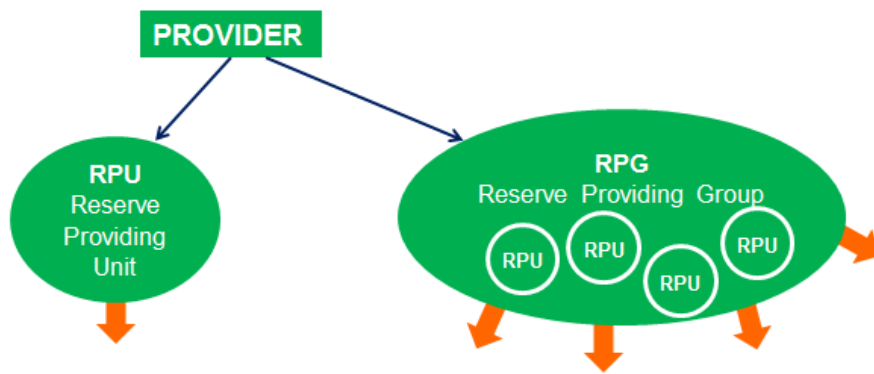 PROVIDER
RPU
Reserve
Providing
Unit
RPG
Reserve Providing Group
RPU
RPU
RPU
RPU